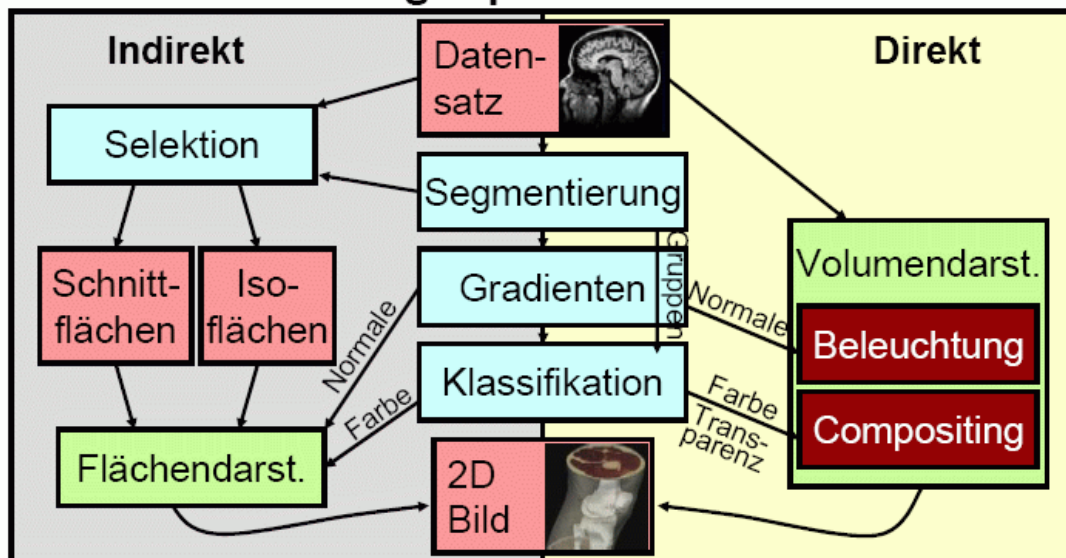 Indirekt
Daten-
satz
Direkt
Selektion
Segmentierung
Grupppen
Schnitt-
flächen
Iso-
flächen
Gradienten
Normale
Normale
Volumendarst.
Beleuchtung
Klassifikation
Farbe
Farbe
Trans-
parenz
Compositing
Flächendarst.
2D
Bild